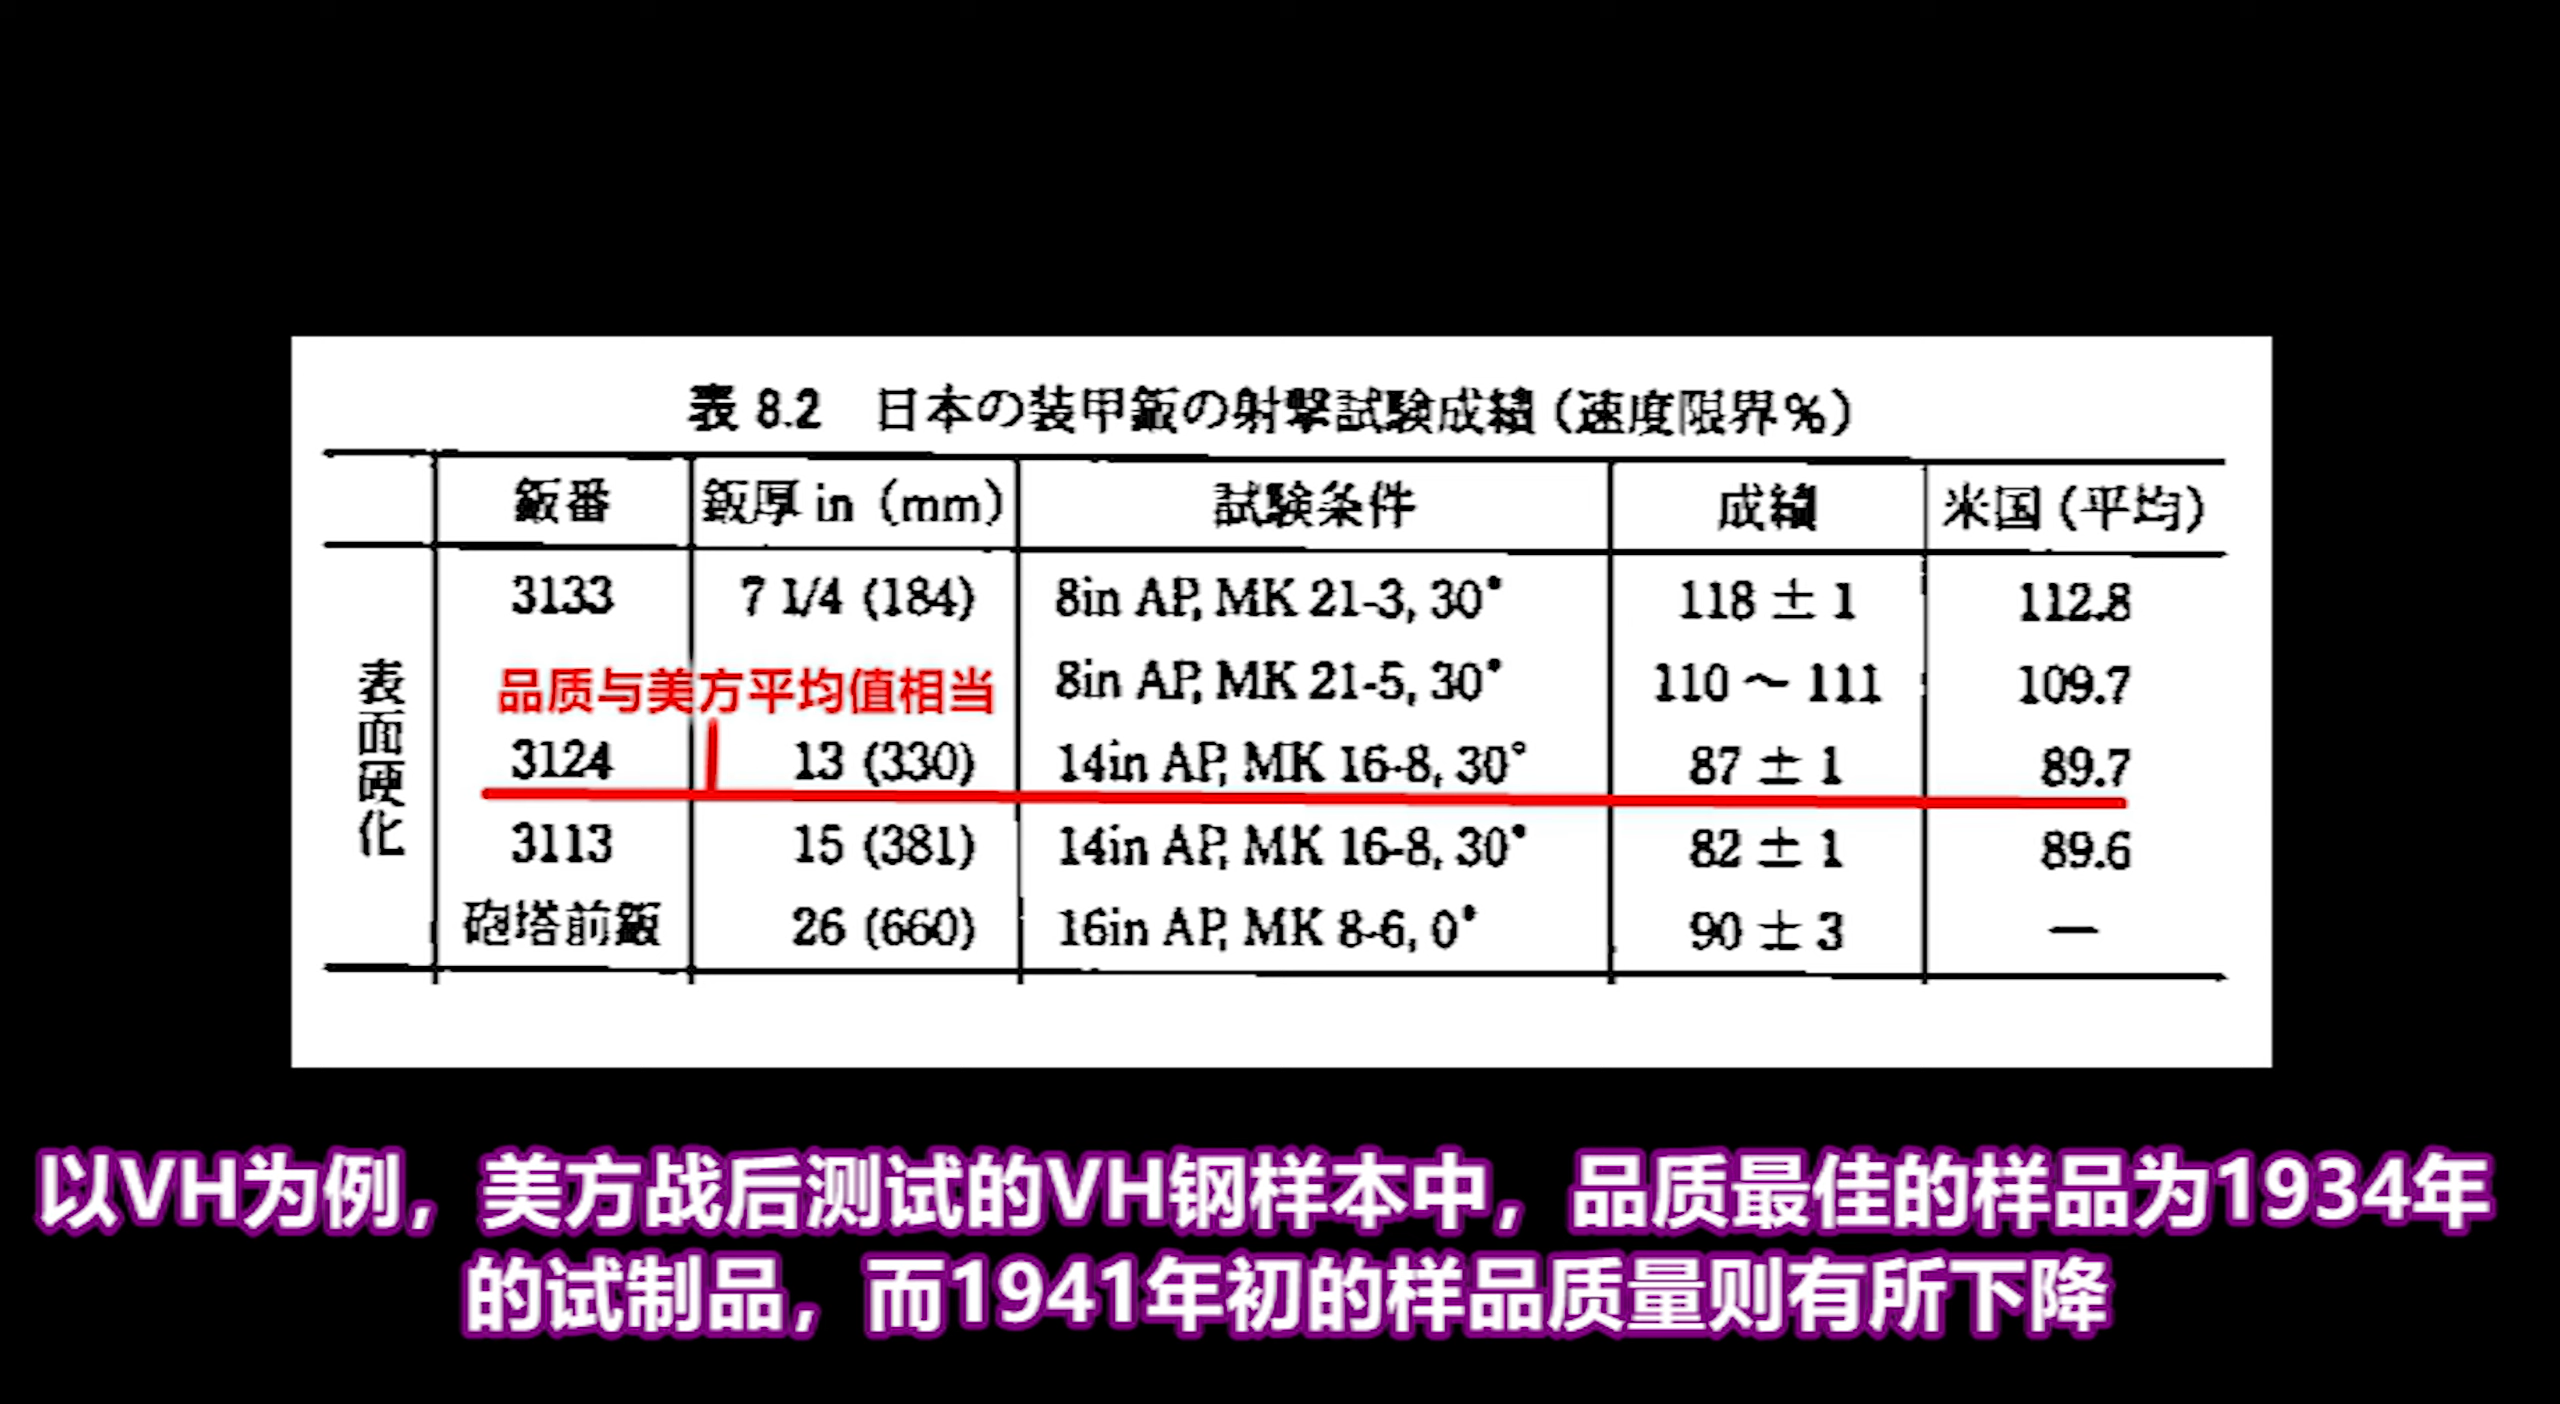 表 8.2 日本の装甲鈑の射撃試験成績 (速度限界%)
鈑番 鈑厚 in (mm) 試験条件 成績 米国 (平均)
表面硬化
3133 7 1/4 (184) 8in AP, MK 21-3, 30° 118 ± 1 112.8
8in AP, MK 21-5, 30° 110 ~ 111 109.7
品质与美方平均值相当
3124 13 (330) 14in AP, MK 16-8, 30° 87 ± 1 89.7
3113 15 (381) 14in AP, MK 16-8, 30° 82 ± 1 89.6
砲塔前鈑 26 (660) 16in AP, MK 8-6, 0° 90 ± 3 —
以VH为例，美方战后测试的VH钢样本中，品质最佳的样品为1934年
的试制品，而1941年初的样品质量则有所下降